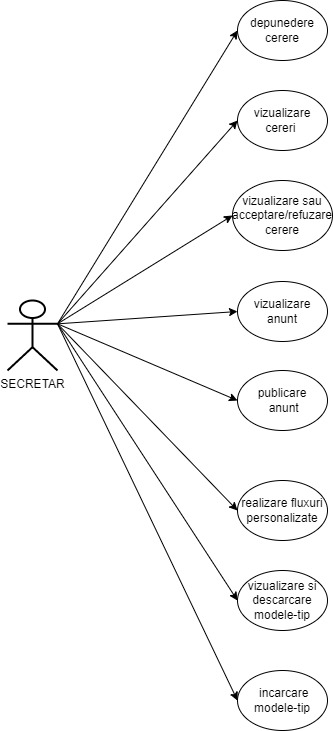 depunedere
cerere
vizualizare
cereri
vizualizare sau
acceptare/refuzare
cerere
vizualizare
anunt
SECRETAR
publicare
anunt
realizare fluxuri
personalizate
vizualizare si
descarcare
modele-tip
incarcare
modele-tip